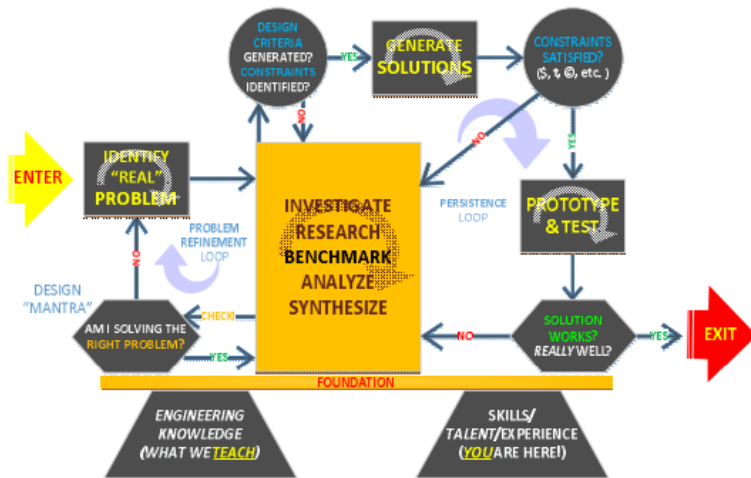 DESIGN
CRITERIA
GENERATED?
CONSTRAINTS
IDENTIFIED?
YES
GENERATE
SOLUTIONS
CONSTRAINTS
SATISFIED?
($, t, ©, etc. )
NO
NO
YES
ENTER
IDENTIFY
"REAL"
PROBLEM
INVESTIGATE
RESEARCH
BENCHMARK
ANALYZE
SYNTHESIZE
PERSISTENCE
LOOP
PROTOTYPE
& TEST
PROBLEM
REFINEMENT
LOOP
NO
DESIGN
"MANTRA"
AM I SOLVING THE
RIGHT PROBLEM?
CHECK!
YES
NO
SOLUTION
WORKS?
REALLY WELL?
YES
EXIT
FOUNDATION
ENGINEERING
KNOWLEDGE
(WHAT WE TEACH)
SKILLS/
TALENT/EXPERIENCE
(YOU ARE HERE!)